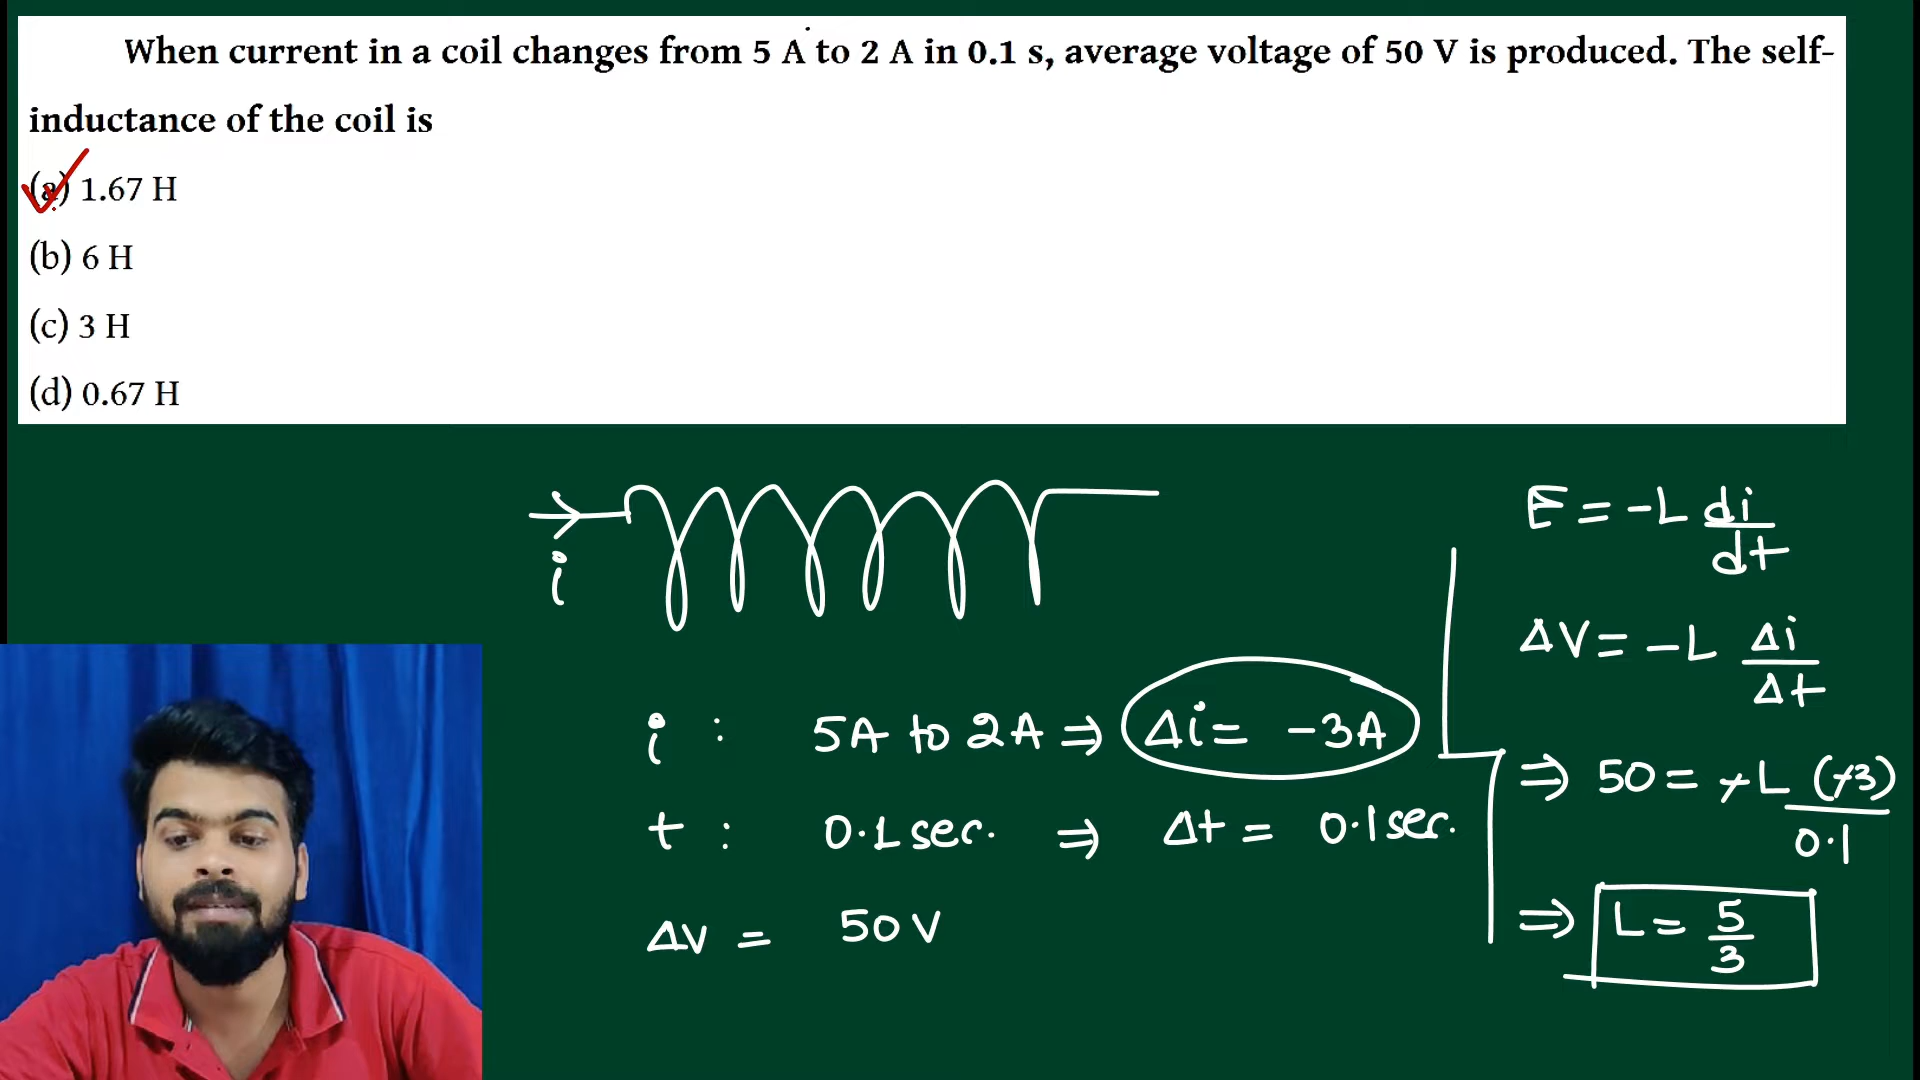 When current in a coil changes from 5 A to 2 A in 0.1 s, average voltage of 50 V is produced. The self-
inductance of the coil is
(a) 1.67 H
(b) 6 H
(c) 3 H
(d) 0.67 H
i
E = -L di/dt
ΔV = -L Δi/Δt
i : 5A to 2A ⇒ Δi = -3A
⇒ 50 = -L (-3)/0.1
t : 0.1 sec. ⇒ Δt = 0.1 sec.
ΔV = 50 V
⇒ L = 5/3